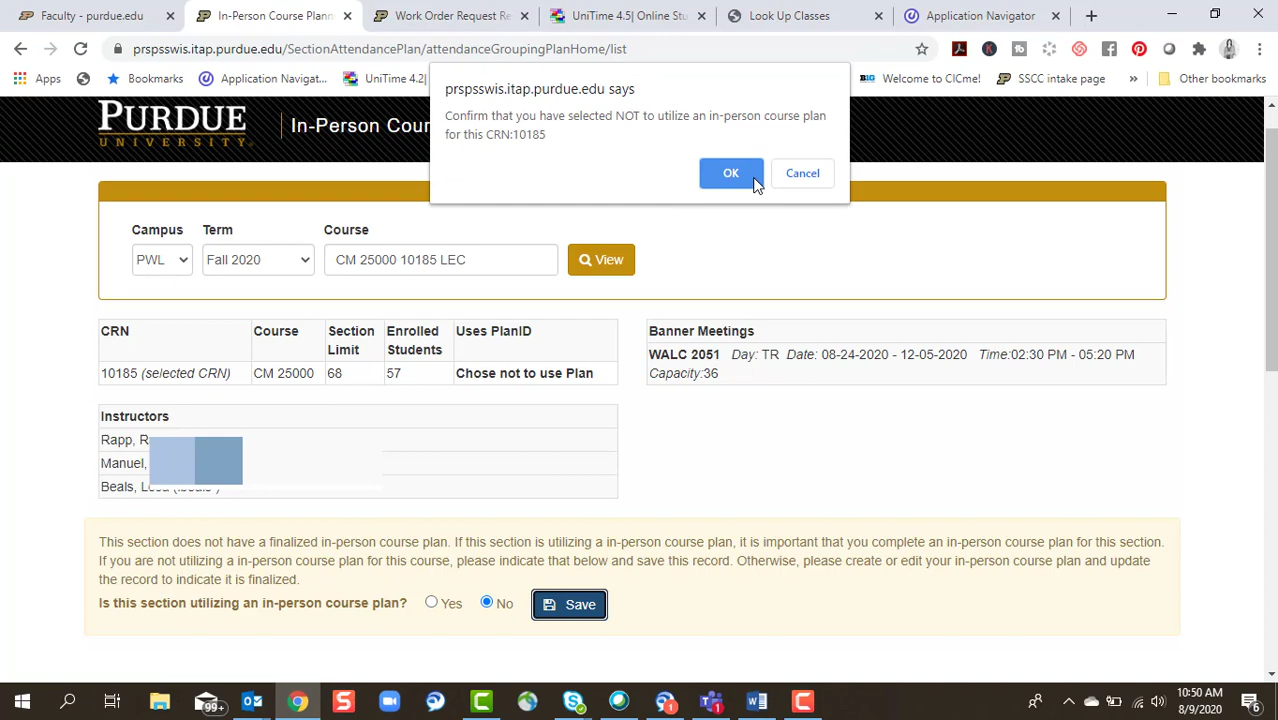 Faculty - purdue.edu
In-Person Course Plann
Work Order Request Re
UniTime 4.5| Online Stu
Look Up Classes
Application Navigator
prspsswis.itap.purdue.edu/SectionAttendancePlan/attendanceGroupingPlanHome/list
Apps
Bookmarks
Application Navigat...
UniTime 4.2|
Welcome to CICme!
SSCC intake page
Other bookmarks
prspsswis.itap.purdue.edu says
Confirm that you have selected NOT to utilize an in-person course plan
for this CRN:10185
OK
Cancel
PURDUE
UNIVERSITY
In-Person Cour
Campus
Term
Course
PWL
Fall 2020
CM 25000 10185 LEC
View
CRN
Course
Section Limit
Enrolled Students
Uses PlanID
10185 (selected CRN)
CM 25000
68
57
Chose not to use Plan
Banner Meetings
WALC 2051 Day: TR Date: 08-24-2020 - 12-05-2020 Time:02:30 PM - 05:20 PM
Capacity:36
Instructors
Rapp, R
Manuel,
Beals,
This section does not have a finalized in-person course plan. If this section is utilizing a in-person course plan, it is important that you complete an in-person course plan for this section.
If you are not utilizing an in-person course plan for this course, please indicate that below and save this record. Otherwise, please create or edit your in-person course plan and update
the record to indicate it is finalized.
Is this section utilizing an in-person course plan? Yes No Save
99+
10:50 AM
8/9/2020